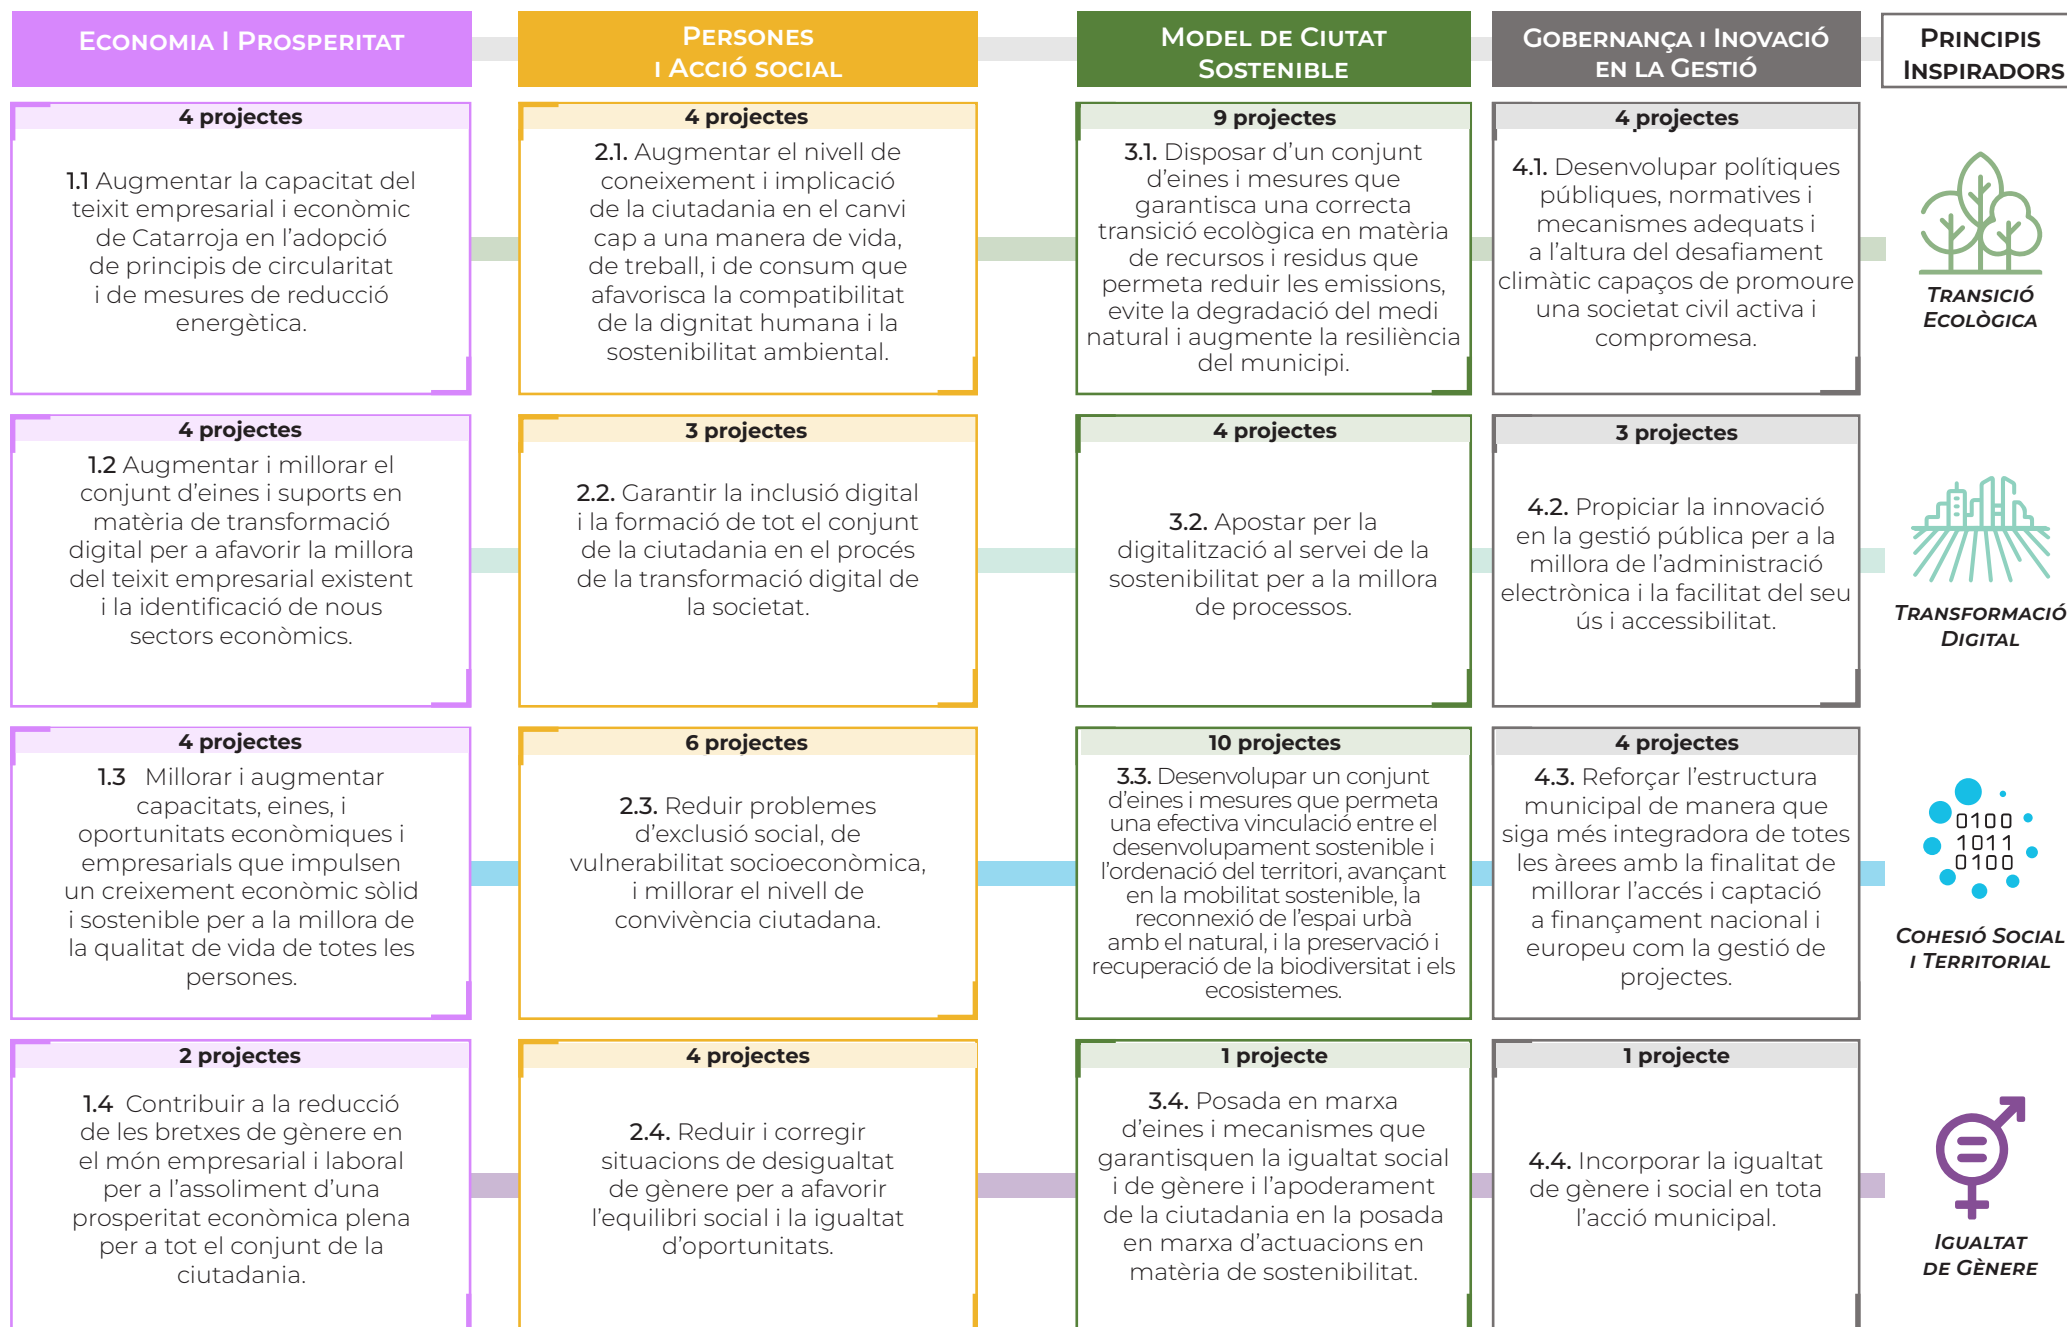 ECONOMIA I PROSPERITAT
PERSONES
I ACCIÓ SOCIAL
MODEL DE CIUTAT
SOSTENIBLE
GOBERNANÇA I INOVACIÓ
EN LA GESTIÓ
PRINCIPIS
INSPIRADORS
4 projectes
1.1 Augmentar la capacitat del
teixit empresarial i econòmic
de Catarroja en l'adopció
de principis de circularitat
i de mesures de reducció
energètica.
4 projectes
2.1. Augmentar el nivell de
coneixement i implicació
de la ciutadania en el canvi
cap a una manera de vida,
de treball, i de consum que
afavorisca la compatibilitat
de la dignitat humana i la
sostenibilitat ambiental.
9 projectes
3.1. Disposar d'un conjunt
d'eines i mesures que
garantisca una correcta
transició ecològica en matèria
de recursos i residus que
permeta reduir les emissions,
evite la degradació del medi
natural i augmente la resiliència
del municipi.
4 projectes
4.1. Desenvolupar polítiques
públiques, normatives i
mecanismes adequats i
a l'altura del desafiament
climàtic capaços de promoure
una societat civil activa i
compromesa.
TRANSICIÓ
ECOLÒGICA
4 projectes
1.2 Augmentar i millorar el
conjunt d'eines i suports en
matèria de transformació
digital per a afavorir la millora
del teixit empresarial existent
i la identificació de nous
sectors econòmics.
3 projectes
2.2. Garantir la inclusió digital
i la formació de tot el conjunt
de la ciutadania en el procés
de la transformació digital de
la societat.
4 projectes
3.2. Apostar per la
digitalització al servei de la
sostenibilitat per a la millora
de processos.
3 projectes
4.2. Propiciar la innovació
en la gestió pública per a la
millora de l'administració
electrònica i la facilitat del seu
ús i accessibilitat.
TRANSFORMACIÓ
DIGITAL
4 projectes
1.3 Millorar i augmentar
capacitats, eines, i
oportunitats econòmiques i
empresarials que impulsen
un creixement econòmic sòlid
i sostenible per a la millora de
la qualitat de vida de totes les
persones.
6 projectes
2.3. Reduir problemes
d'exclusió social, de
vulnerabilitat socioeconòmica,
i millorar el nivell de
convivència ciutadana.
10 projectes
3.3. Desenvolupar un conjunt
d'eines i mesures que permeta
una efectiva vinculació entre el
desenvolupament sostenible i
l'ordenació del territori, avançant
en la mobilitat sostenible, la
reconnexió de l'espai urbà
amb el natural, i la preservació i
recuperació de la biodiversitat i els
ecosistemes.
4 projectes
4.3. Reforçar l'estructura
municipal de manera que
siga més integradora de totes
les àrees amb la finalitat de
millorar l'accés i captació
a finançament nacional i
europeu com la gestió de
projectes.
0100
1011
0100
COHESIÓ SOCIAL
I TERRITORIAL
2 projectes
1.4 Contribuir a la reducció
de les bretxes de gènere en
el món empresarial i laboral
per a l'assoliment d'una
prosperitat econòmica plena
per a tot el conjunt de la
ciutadania.
4 projectes
2.4. Reduir i corregir
situacions de desigualtat
de gènere per a afavorir
l'equilibri social i la igualtat
d'oportunitats.
1 projecte
3.4. Posada en marxa
d'eines i mecanismes que
garantisquen la igualtat social
i de gènere i l'apoderament
de la ciutadania en la posada
en marxa d'actuacions en
matèria de sostenibilitat.
1 projecte
4.4. Incorporar la igualtat
de gènere i social en tota
l'acció municipal.
IGUALTAT
DE GÈNERE